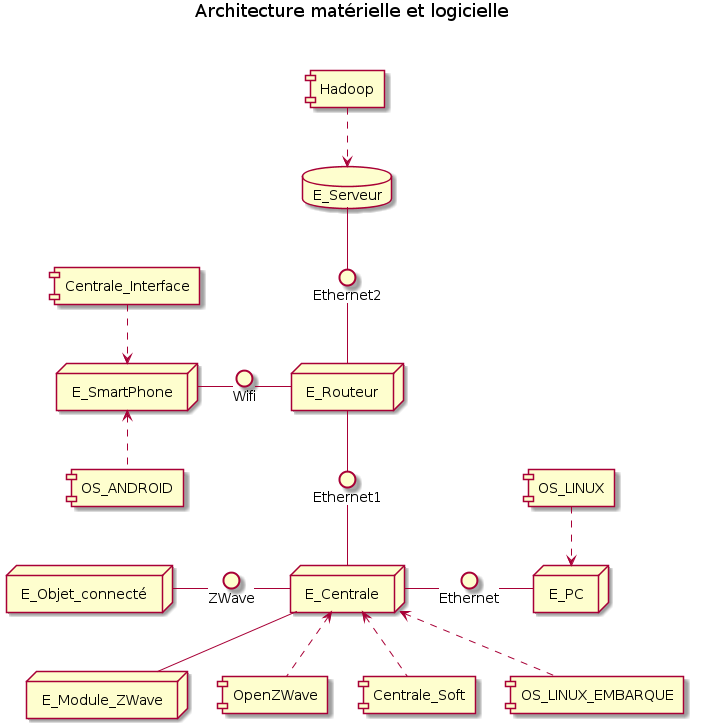 Architecture matérielle et logicielle
Hadoop
E_Serveur
Ethernet2
Centrale_Interface
E_SmartPhone
Wifi
E_Routeur
OS_ANDROID
Ethernet1
OS_LINUX
E_Objet_connecté
ZWave
E_Centrale
Ethernet
E_PC
E_Module_ZWave
OpenZWave
Centrale_Soft
OS_LINUX_EMBARQUE